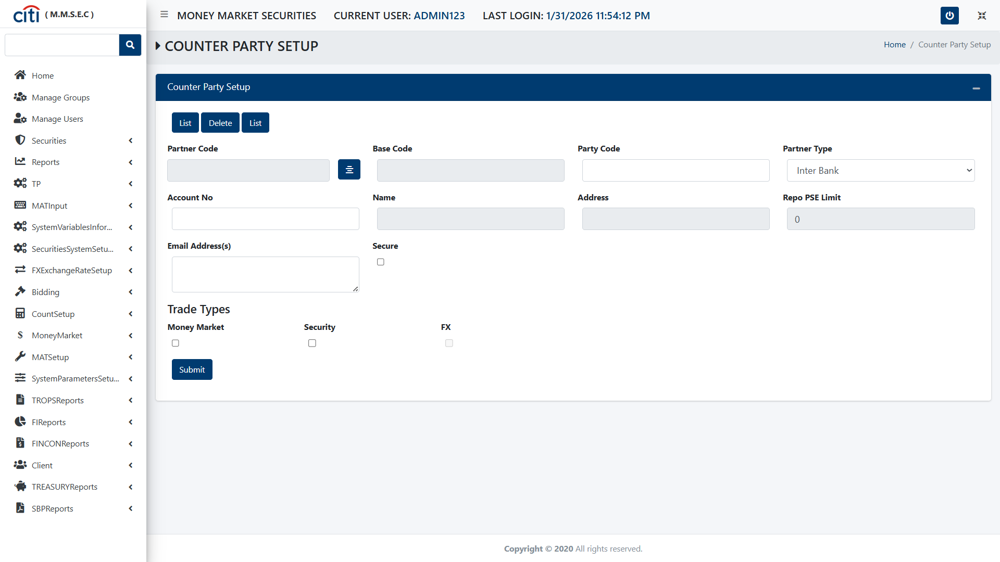 citi ( M.M.S.E.C )
MONEY MARKET SECURITIES CURRENT USER: ADMIN123 LAST LOGIN: 1/31/2026 11:54:12 PM
COUNTER PARTY SETUP
Home / Counter Party Setup
Home
Manage Groups
Manage Users
Securities
Reports
TP
MATInput
SystemVariablesInfor...
SecuritiesSystemSetu...
FXExchangeRateSetup
Bidding
CountSetup
MoneyMarket
MATSetup
SystemParametersSetu...
TROPSReports
FIReports
FINCONReports
Client
TREASURYReports
SBPReports
Counter Party Setup
List Delete List
Partner Code Base Code Party Code Partner Type
Inter Bank
Account No Name Address Repo PSE Limit
0
Email Address(s) Secure
Trade Types
Money Market Security FX
Submit
Copyright © 2020 All rights reserved.